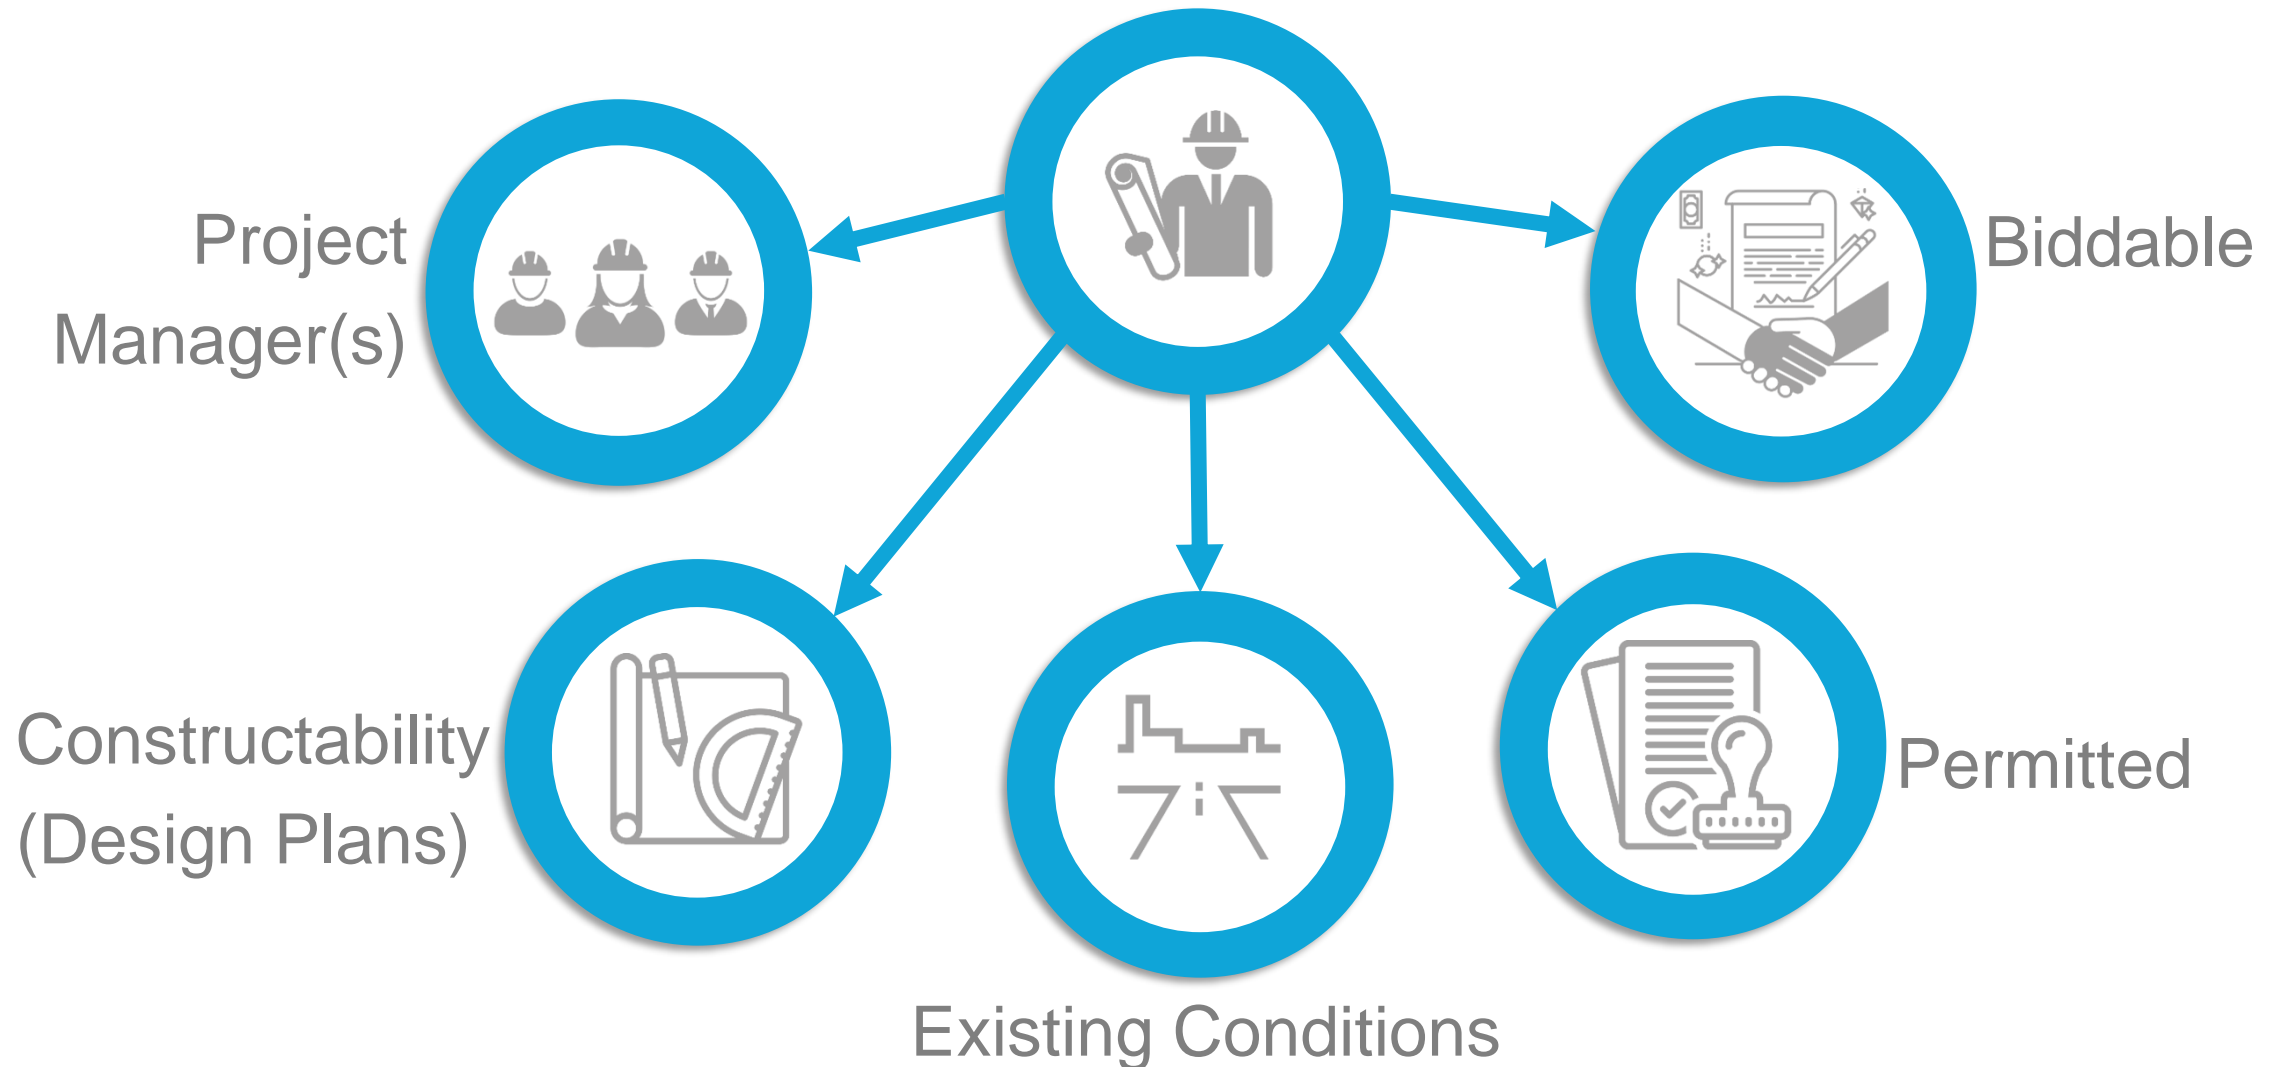 Project
Manager(s)
Biddable
Constructability
(Design Plans)
Permitted
Existing Conditions